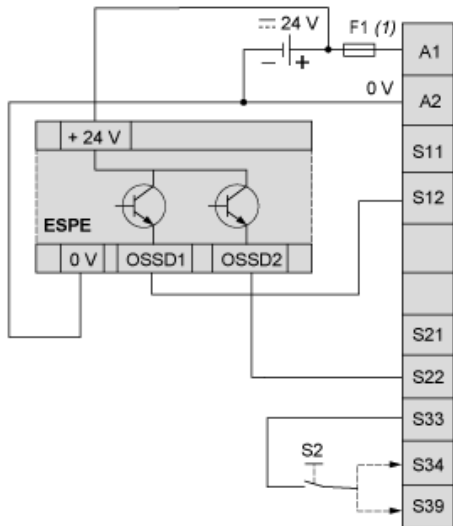 ⎓ 24 V
F1 (1)
A1
− +
0 V
A2
+ 24 V
S11
S12
ESPE
0 V
OSSD1
OSSD2
S21
S22
S33
S2
S34
S39